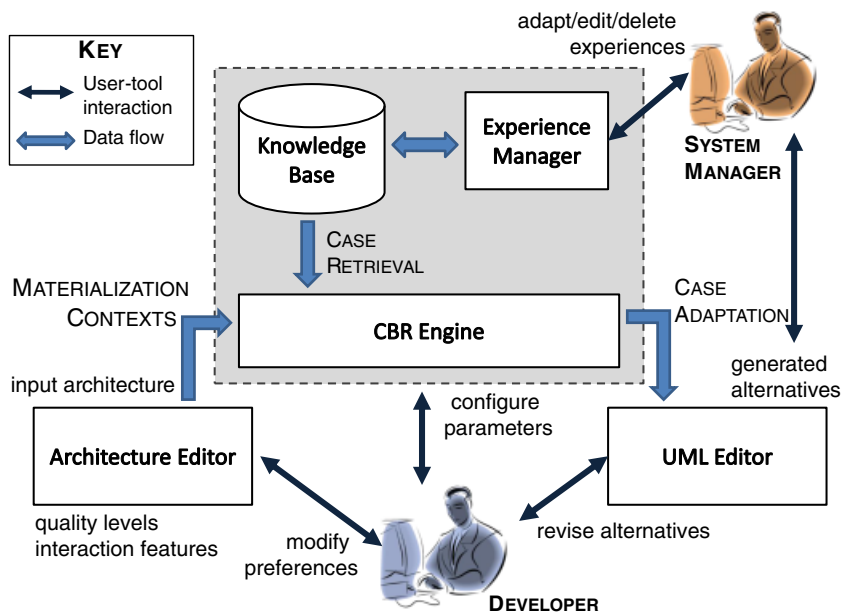 KEY
User-tool
interaction
Data flow
adapt/edit/delete
experiences
SYSTEM
MANAGER
Knowledge
Base
Experience
Manager
CASE
RETRIEVAL
MATERIALIZATION
CONTEXTS
CBR Engine
CASE
ADAPTATION
input architecture
configure
parameters
generated
alternatives
Architecture Editor
UML Editor
quality levels
interaction features
modify
preferences
revise alternatives
DEVELOPER